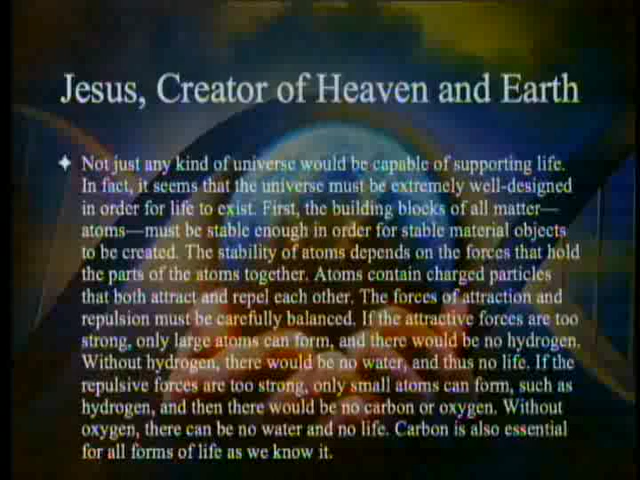 Jesus, Creator of Heaven and Earth
✦ Not just any kind of universe would be capable of supporting life.
In fact, it seems that the universe must be extremely well-designed
in order for life to exist. First, the building blocks of all matter—
atoms—must be stable enough in order for stable material objects
to be created. The stability of atoms depends on the forces that hold
the parts of the atoms together. Atoms contain charged particles
that both attract and repel each other. The forces of attraction and
repulsion must be carefully balanced. If the attractive forces are too
strong, only large atoms can form, and there would be no hydrogen.
Without hydrogen, there would be no water, and thus no life. If the
repulsive forces are too strong, only small atoms can form, such as
hydrogen, and then there would be no carbon or oxygen. Without
oxygen, there can be no water and no life. Carbon is also essential
for all forms of life as we know it.